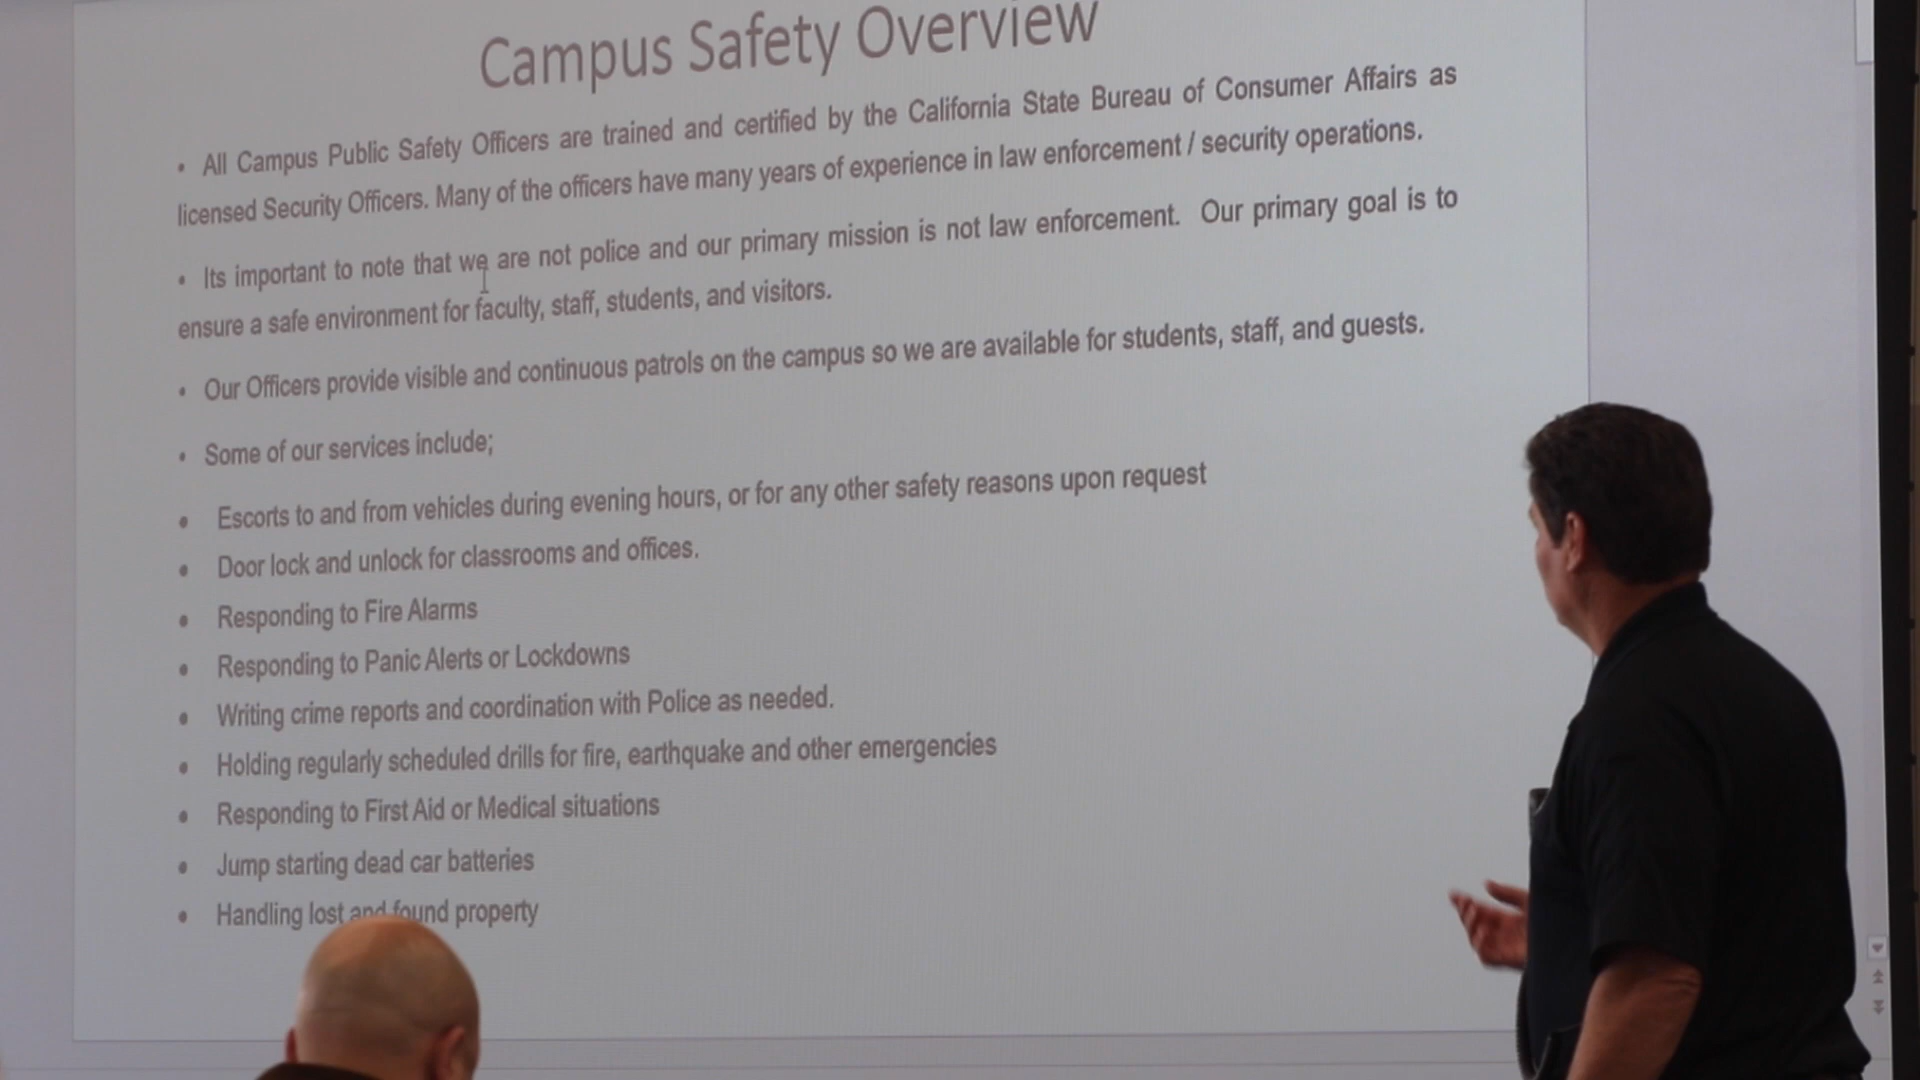 Campus Safety Overview
• All Campus Public Safety Officers are trained and certified by the California State Bureau of Consumer Affairs as
licensed Security Officers. Many of the officers have many years of experience in law enforcement / security operations.
• Its important to note that we are not police and our primary mission is not law enforcement. Our primary goal is to
ensure a safe environment for faculty, staff, students, and visitors.
• Our Officers provide visible and continuous patrols on the campus so we are available for students, staff, and guests.
• Some of our services include;
• Escorts to and from vehicles during evening hours, or for any other safety reasons upon request
• Door lock and unlock for classrooms and offices.
• Responding to Fire Alarms
• Responding to Panic Alerts or Lockdowns
• Writing crime reports and coordination with Police as needed.
• Holding regularly scheduled drills for fire, earthquake and other emergencies
• Responding to First Aid or Medical situations
• Jump starting dead car batteries
• Handling lost and found property